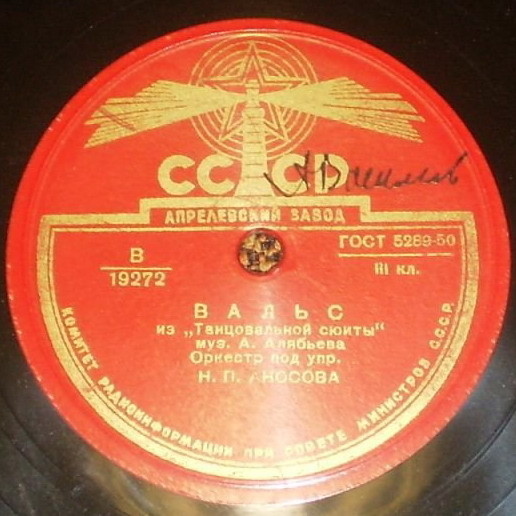 СССР
АПРЕЛЕВСКИЙ ЗАВОД
В
19272
ГОСТ 5289-50
III кл.
ВАЛЬС
из „Танцовальной сюиты"
муз. А. Алябьева
Оркестр под упр.
Н. П. АНОСОВА
КОМИТЕТ РАДИОИНФОРМАЦИИ ПРИ СОВЕТЕ МИНИСТРОВ СССР.